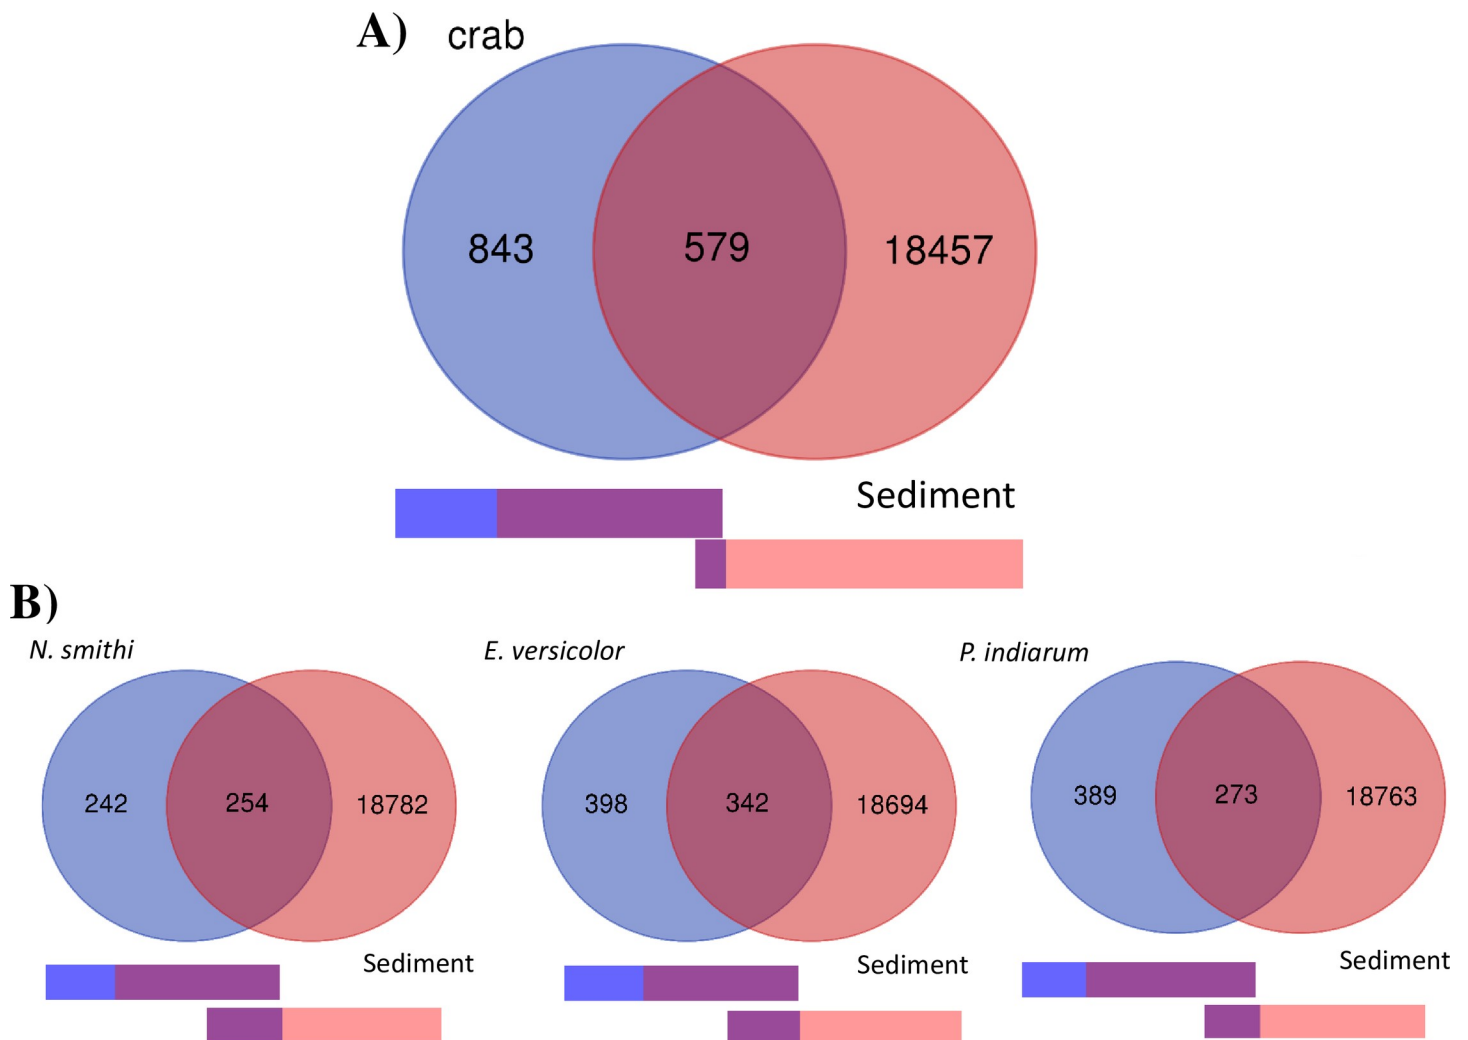 A) crab
843 579 18457
Sediment
B)
N. smithi E. versicolor P. indiarum
242 254 18782 398 342 18694 389 273 18763
Sediment Sediment Sediment